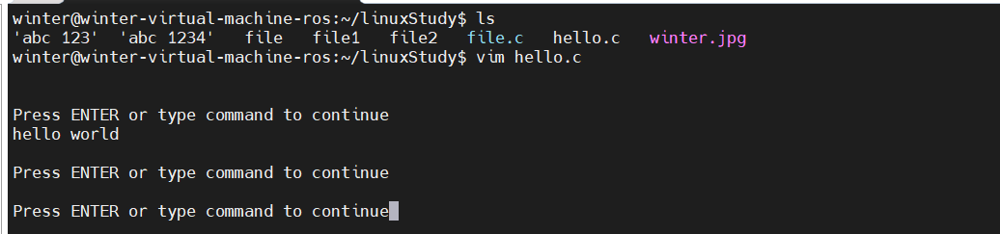 winter@winter-virtual-machine-ros:~/linuxStudy$ ls
'abc 123'  'abc 1234'   file   file1   file2   file.c   hello.c   winter.jpg
winter@winter-virtual-machine-ros:~/linuxStudy$ vim hello.c
Press ENTER or type command to continue
hello world
Press ENTER or type command to continue
Press ENTER or type command to continue